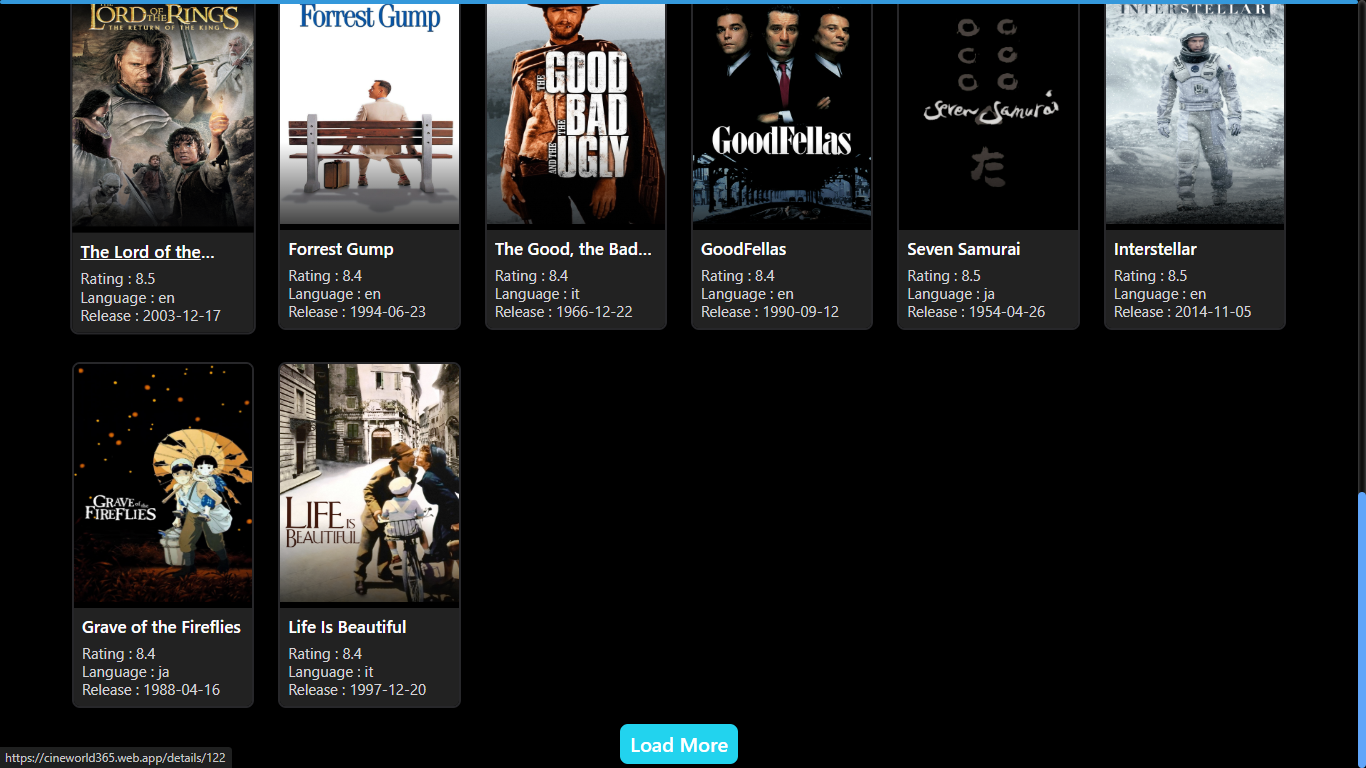 THE
LORD OF THE RINGS
THE RETURN OF THE KING
Forrest Gump
THE GOOD
THE BAD
AND THE UGLY
GoodFellas
Seven Samurai
た
INTERSTELLAR
The Lord of the...
Rating : 8.5
Language : en
Release : 2003-12-17
Forrest Gump
Rating : 8.4
Language : en
Release : 1994-06-23
The Good, the Bad...
Rating : 8.4
Language : it
Release : 1966-12-22
GoodFellas
Rating : 8.4
Language : en
Release : 1990-09-12
Seven Samurai
Rating : 8.5
Language : ja
Release : 1954-04-26
Interstellar
Rating : 8.5
Language : en
Release : 2014-11-05
GRAVE of the
FIREFLIES
LIFE IS
BEAUTIFUL
Grave of the Fireflies
Rating : 8.4
Language : ja
Release : 1988-04-16
Life Is Beautiful
Rating : 8.4
Language : it
Release : 1997-12-20
Load More
https://cineworld365.web.app/details/122